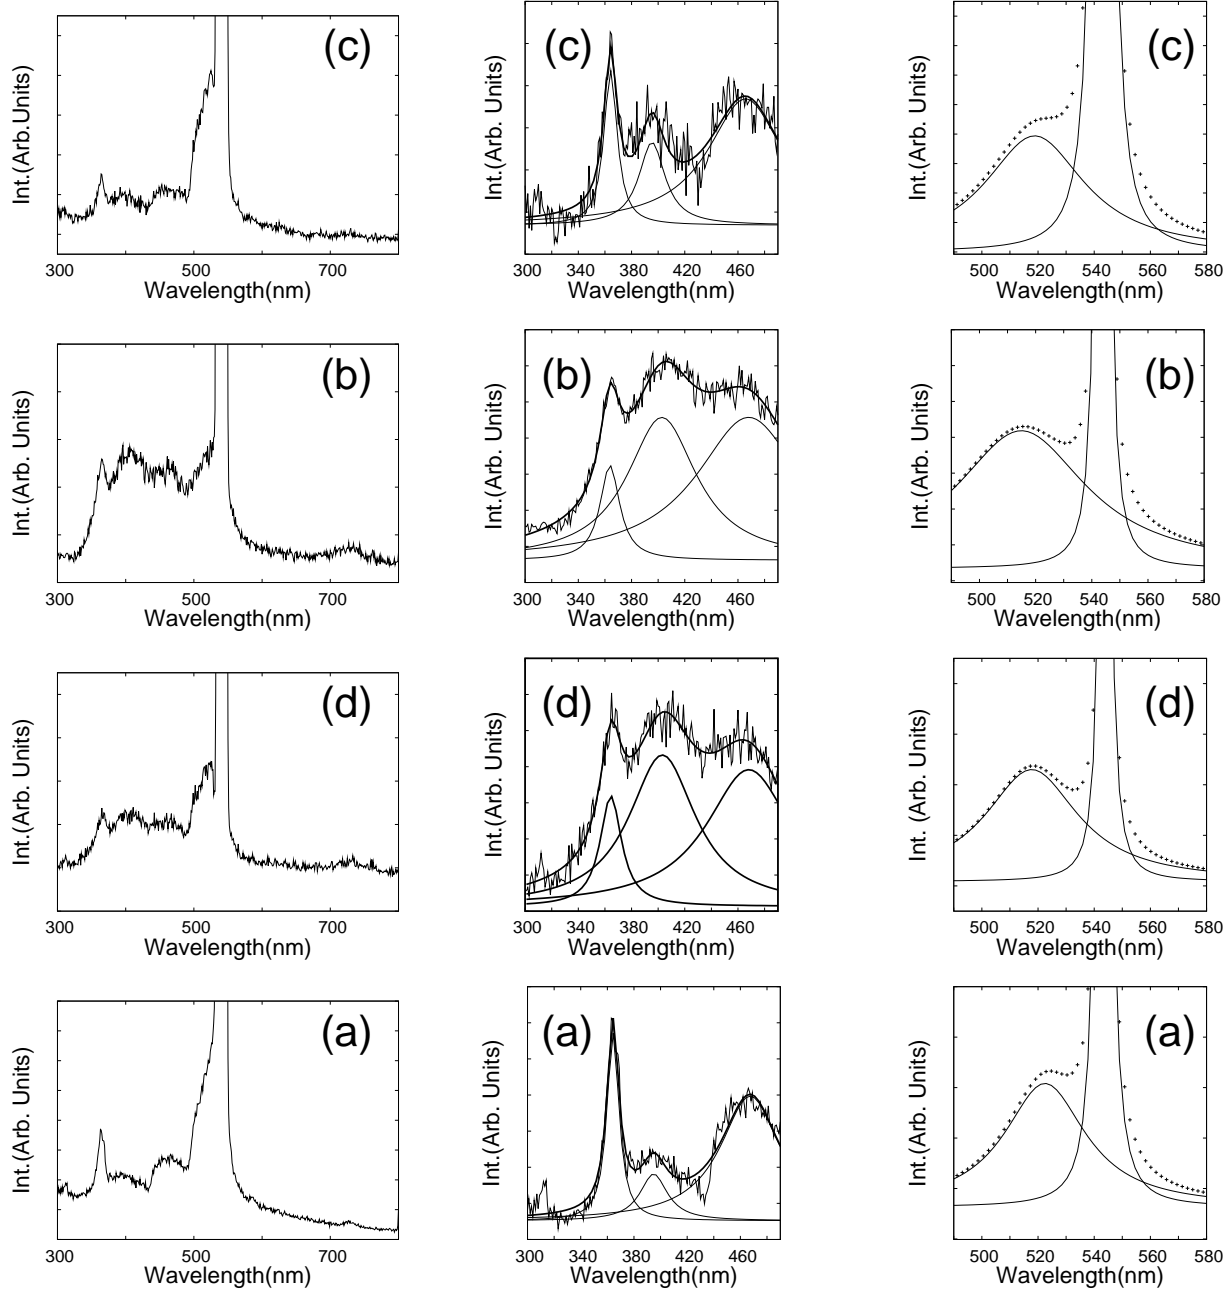 (c) (c) (c)
Int.(Arb.Units) Int.(Arb. Units) Int.(Arb. Units)
300 500 700 300 340 380 420 460 500 520 540 560 580
Wavelength(nm) Wavelength(nm) Wavelength(nm)
(b) (b) (b)
Int.(Arb. Units) Int.(Arb. Units) Int.(Arb. Units)
300 500 700 300 340 380 420 460 500 520 540 560 580
Wavelength(nm) Wavelength(nm) Wavelength(nm)
(d) (d) (d)
Int.(Arb. Units) Int.(Arb. Units) Int. (Arb. Units)
300 500 700 300 340 380 420 460 500 520 540 560 580
Wavelength(nm) Wavelength(nm) Wavelength(nm)
(a) (a) (a)
Int.(Arb. Units) Int.(Arb. Units) Int.(Arb. Units)
300 500 700 300 340 380 420 460 500 520 540 560 580
Wavelength(nm) Wavelength(nm) Wavelength(nm)